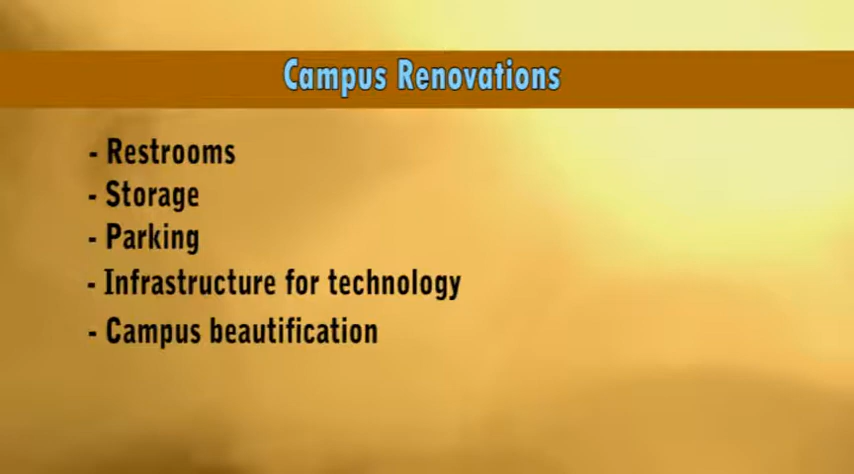 Campus Renovations
- Restrooms
- Storage
- Parking
- Infrastructure for technology
- Campus beautification